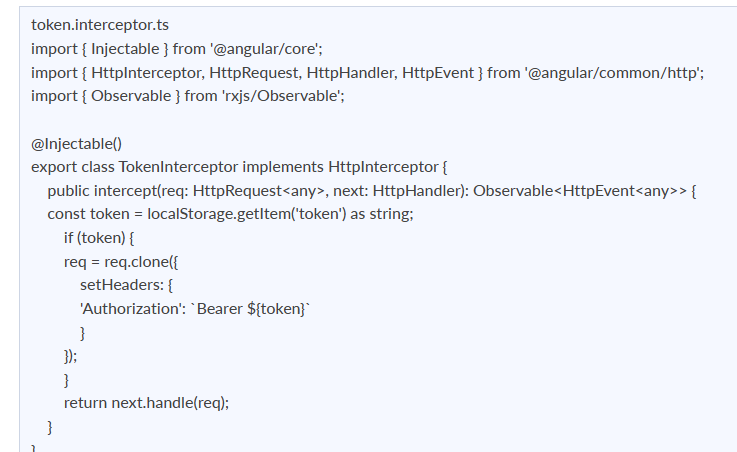 token.interceptor.ts
import { Injectable } from '@angular/core';
import { HttpInterceptor, HttpRequest, HttpHandler, HttpEvent } from '@angular/common/http';
import { Observable } from 'rxjs/Observable';

@Injectable()
export class TokenInterceptor implements HttpInterceptor {
    public intercept(req: HttpRequest<any>, next: HttpHandler): Observable<HttpEvent<any>> {
    const token = localStorage.getItem('token') as string;
        if (token) {
        req = req.clone({
            setHeaders: {
            'Authorization': `Bearer ${token}`
            }
        });
        }
        return next.handle(req);
    }
}